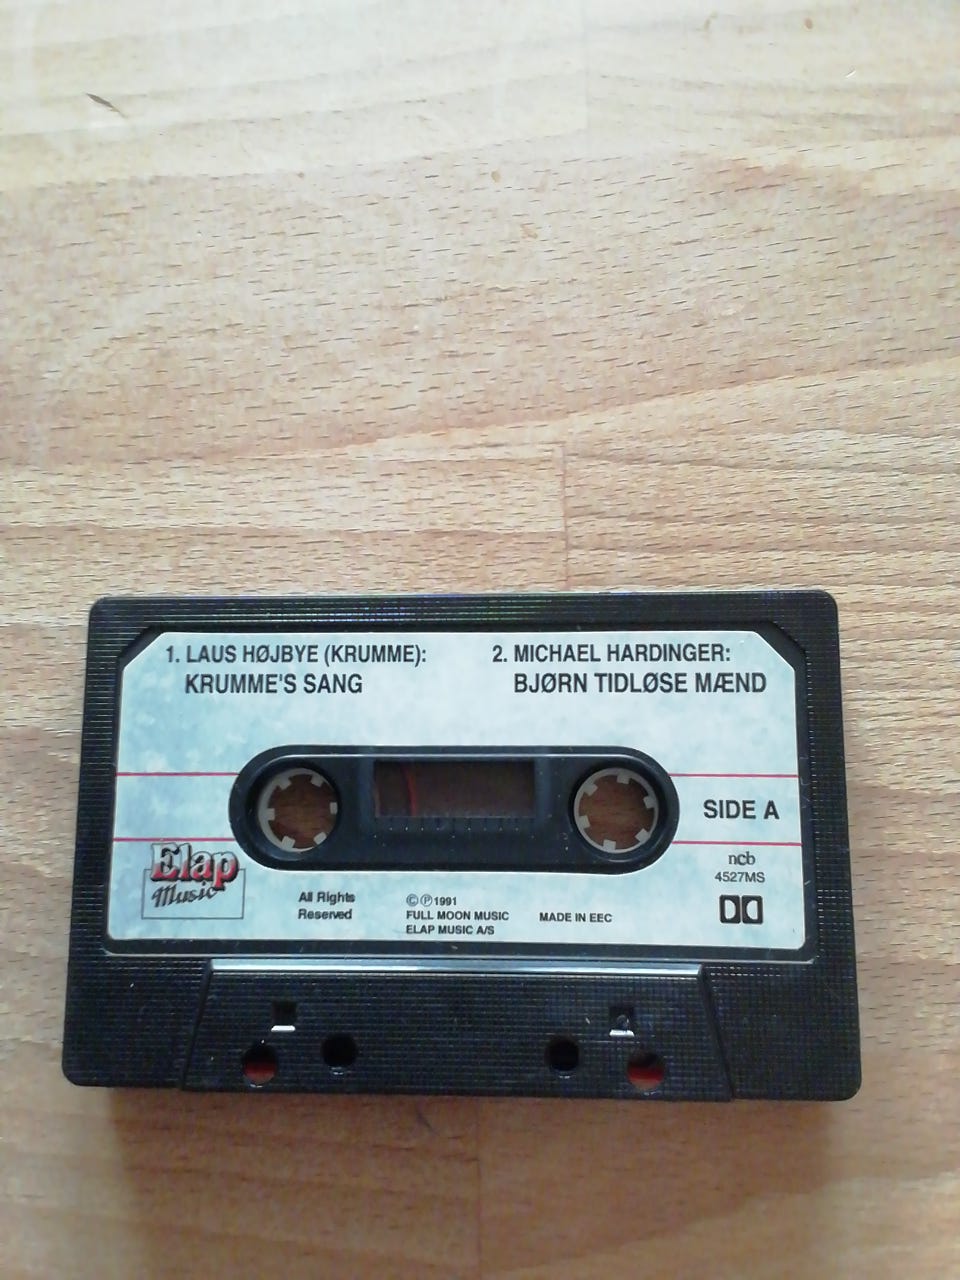 1. LAUS HØJBYE (KRUMME):
KRUMME'S SANG
2. MICHAEL HARDINGER:
BJØRN TIDLØSE MÆND
SIDE A
Elap
Music
All Rights
Reserved
©℗1991
FULL MOON MUSIC
ELAP MUSIC A/S
MADE IN EEC
ncb
4527MS